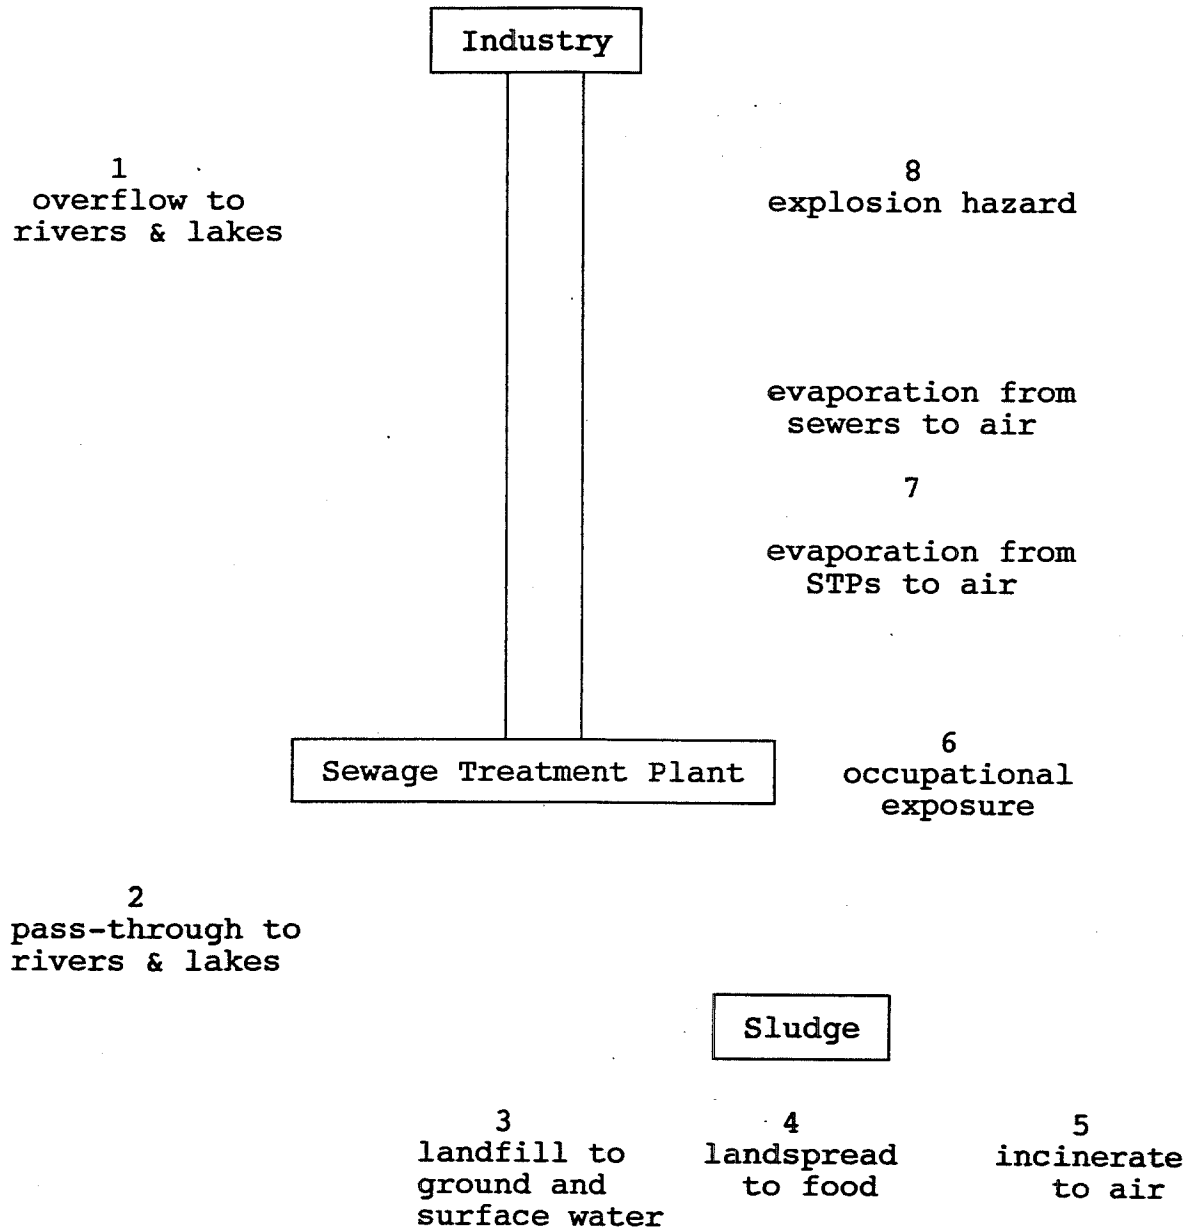 Industry
1
overflow to
rivers & lakes
8
explosion hazard
evaporation from
sewers to air
7
evaporation from
STPs to air
Sewage Treatment Plant
6
occupational
exposure
2
pass-through to
rivers & lakes
Sludge
3
landfill to
ground and
surface water
4
landspread
to food
5
incinerate
to air